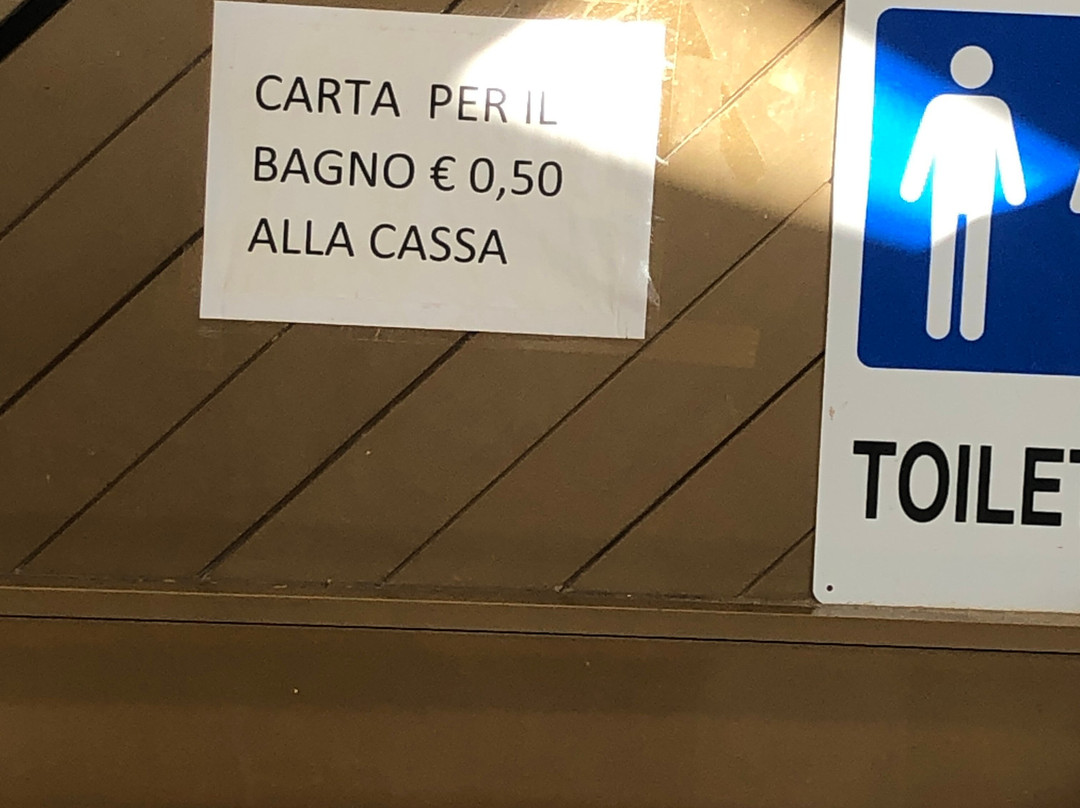 CARTA PER IL
BAGNO € 0,50
ALLA CASSA
TOILET